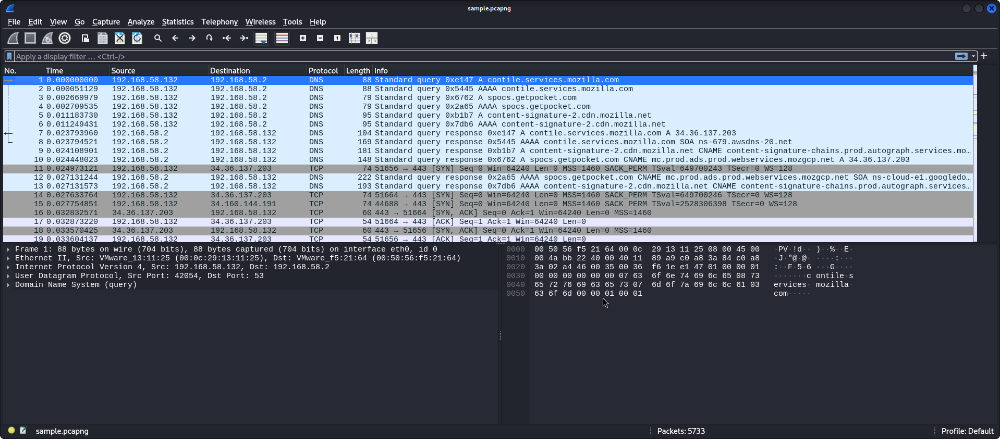 sample.pcapng
File Edit View Go Capture Analyze Statistics Telephony Wireless Tools Help
Apply a display filter … <Ctrl-/>
No. Time Source Destination Protocol Length Info
1 0.000000000 192.168.58.132 192.168.58.2 DNS 88 Standard query 0xe147 A contile.services.mozilla.com
2 0.000051129 192.168.58.132 192.168.58.2 DNS 88 Standard query 0x5445 AAAA contile.services.mozilla.com
3 0.002669979 192.168.58.132 192.168.58.2 DNS 79 Standard query 0x6762 A spocs.getpocket.com
4 0.002709535 192.168.58.132 192.168.58.2 DNS 79 Standard query 0x2a65 AAAA spocs.getpocket.com
5 0.011183730 192.168.58.132 192.168.58.2 DNS 95 Standard query 0xb1b7 A content-signature-2.cdn.mozilla.net
6 0.011249431 192.168.58.132 192.168.58.2 DNS 95 Standard query 0x7db6 AAAA content-signature-2.cdn.mozilla.net
7 0.023793960 192.168.58.2 192.168.58.132 DNS 104 Standard query response 0xe147 A contile.services.mozilla.com A 34.36.137.203
8 0.023794521 192.168.58.2 192.168.58.132 DNS 169 Standard query response 0x5445 AAAA contile.services.mozilla.com SOA ns-679.awsdns-20.net
9 0.024108901 192.168.58.2 192.168.58.132 DNS 181 Standard query response 0xb1b7 A content-signature-2.cdn.mozilla.net CNAME content-signature-chains.prod.autograph.services.mo…
10 0.024448023 192.168.58.2 192.168.58.132 DNS 148 Standard query response 0x6762 A spocs.getpocket.com CNAME mc.prod.ads.prod.webservices.mozgcp.net A 34.36.137.203
11 0.024973121 192.168.58.132 34.36.137.203 TCP 74 51656 → 443 [SYN] Seq=0 Win=64240 Len=0 MSS=1460 SACK_PERM TSval=649700243 TSecr=0 WS=128
12 0.027131244 192.168.58.2 192.168.58.132 DNS 222 Standard query response 0x2a65 AAAA spocs.getpocket.com CNAME mc.prod.ads.prod.webservices.mozgcp.net SOA ns-cloud-e1.googledo…
13 0.027131573 192.168.58.2 192.168.58.132 DNS 193 Standard query response 0x7db6 AAAA content-signature-2.cdn.mozilla.net CNAME content-signature-chains.prod.autograph.services…
14 0.027633764 192.168.58.132 34.36.137.203 TCP 74 51664 → 443 [SYN] Seq=0 Win=64240 Len=0 MSS=1460 SACK_PERM TSval=649700246 TSecr=0 WS=128
15 0.027754851 192.168.58.132 34.160.144.191 TCP 74 44688 → 443 [SYN] Seq=0 Win=64240 Len=0 MSS=1460 SACK_PERM TSval=2528306398 TSecr=0 WS=128
16 0.032832571 34.36.137.203 192.168.58.132 TCP 60 443 → 51664 [SYN, ACK] Seq=0 Ack=1 Win=64240 Len=0 MSS=1460
17 0.032873220 192.168.58.132 34.36.137.203 TCP 54 51664 → 443 [ACK] Seq=1 Ack=1 Win=64240 Len=0
18 0.033570425 34.36.137.203 192.168.58.132 TCP 60 443 → 51656 [SYN, ACK] Seq=0 Ack=1 Win=64240 Len=0 MSS=1460
19 0.033604137 192.168.58.132 34.36.137.203 TCP 54 51656 → 443 [ACK] Seq=1 Ack=1 Win=64240 Len=0
Frame 1: 88 bytes on wire (704 bits), 88 bytes captured (704 bits) on interface eth0, id 0
Ethernet II, Src: VMware_13:11:25 (00:0c:29:13:11:25), Dst: VMware_f5:21:64 (00:50:56:f5:21:64)
Internet Protocol Version 4, Src: 192.168.58.132, Dst: 192.168.58.2
User Datagram Protocol, Src Port: 42054, Dst Port: 53
Domain Name System (query)
0000 00 50 56 f5 21 64 00 0c 29 13 11 25 08 00 45 00 ·PV·!d·· )··%··E·
0010 00 4a bb 22 40 00 40 11 89 a9 c0 a8 3a 84 c0 a8 ·J·"@·@· ····:···
0020 3a 02 a4 46 00 35 00 36 f6 1e e1 47 01 00 00 01 :··F·5·6 ···G····
0030 00 00 00 00 00 00 07 63 6f 6e 74 69 6c 65 08 73 ·······c ontile·s
0040 65 72 76 69 63 65 73 07 6d 6f 7a 69 6c 6c 61 03 ervices· mozilla·
0050 63 6f 6d 00 00 01 00 01 com·····
sample.pcapng
Packets: 5733
Profile: Default